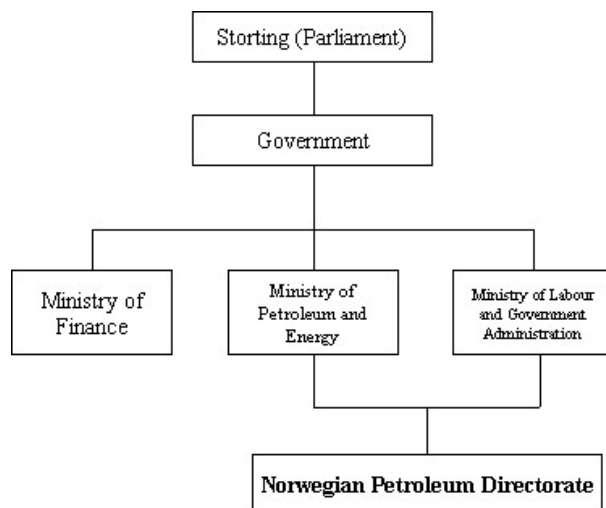 Storting (Parliament)
Government
Ministry of
Finance
Ministry of
Petroleum and
Energy
Ministry of Labour
and Government
Administration
Norwegian Petroleum Directorate